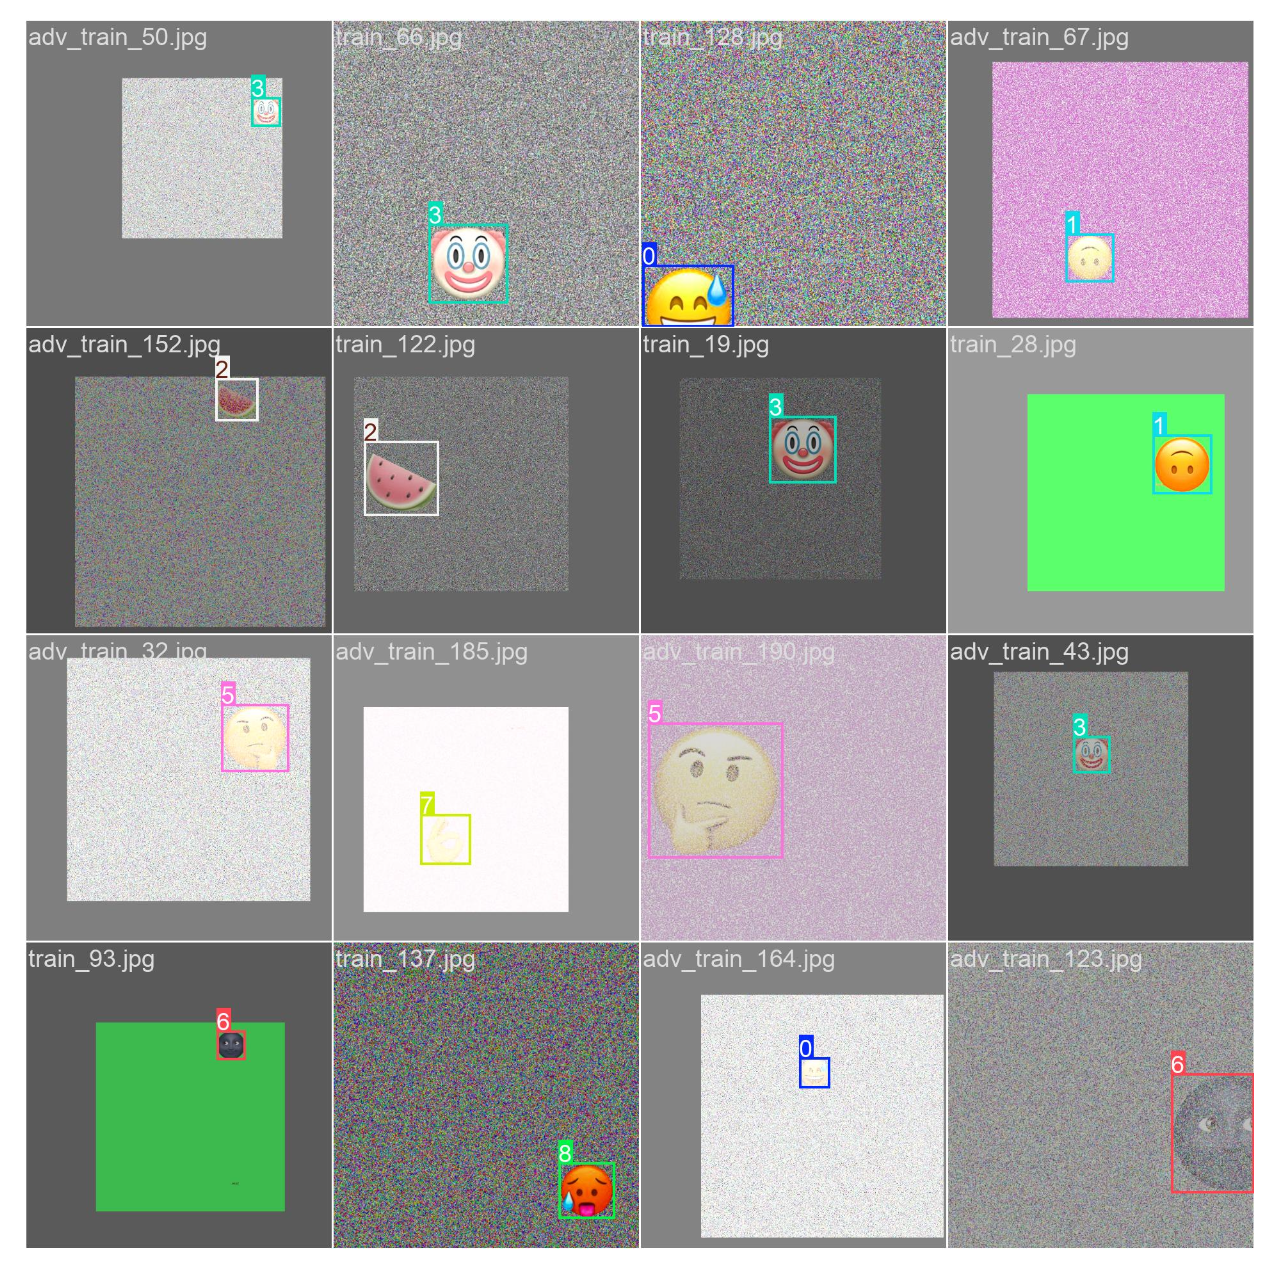 adv_train_50.jpg
3
train_66.jpg
3
train_128.jpg
0
adv_train_67.jpg
1
adv_train_152.jpg
2
train_122.jpg
2
train_19.jpg
3
train_28.jpg
1
adv_train_32.jpg
5
adv_train_185.jpg
7
adv_train_190.jpg
5
adv_train_43.jpg
3
train_93.jpg
6
train_137.jpg
8
adv_train_164.jpg
0
adv_train_123.jpg
6